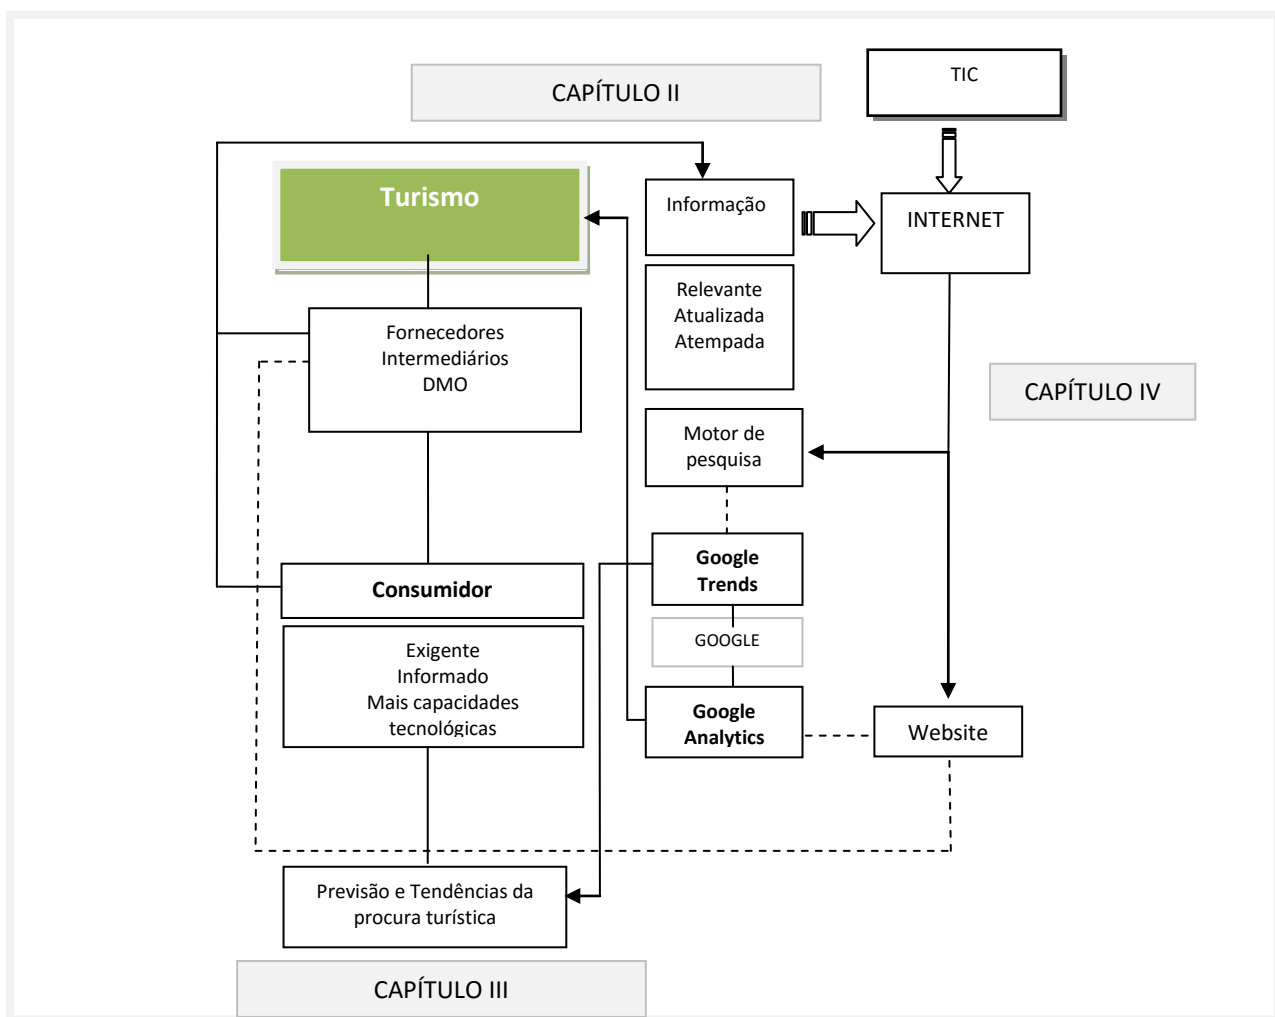 CAPÍTULO II
TIC
Turismo
Informação
INTERNET
Relevante
Atualizada
Atempada
Fornecedores
Intermediários
DMO
CAPÍTULO IV
Motor de
pesquisa
Google
Trends
Consumidor
GOOGLE
Exigente
Informado
Mais capacidades
tecnológicas
Google
Analytics
Website
Previsão e Tendências da
procura turística
CAPÍTULO III